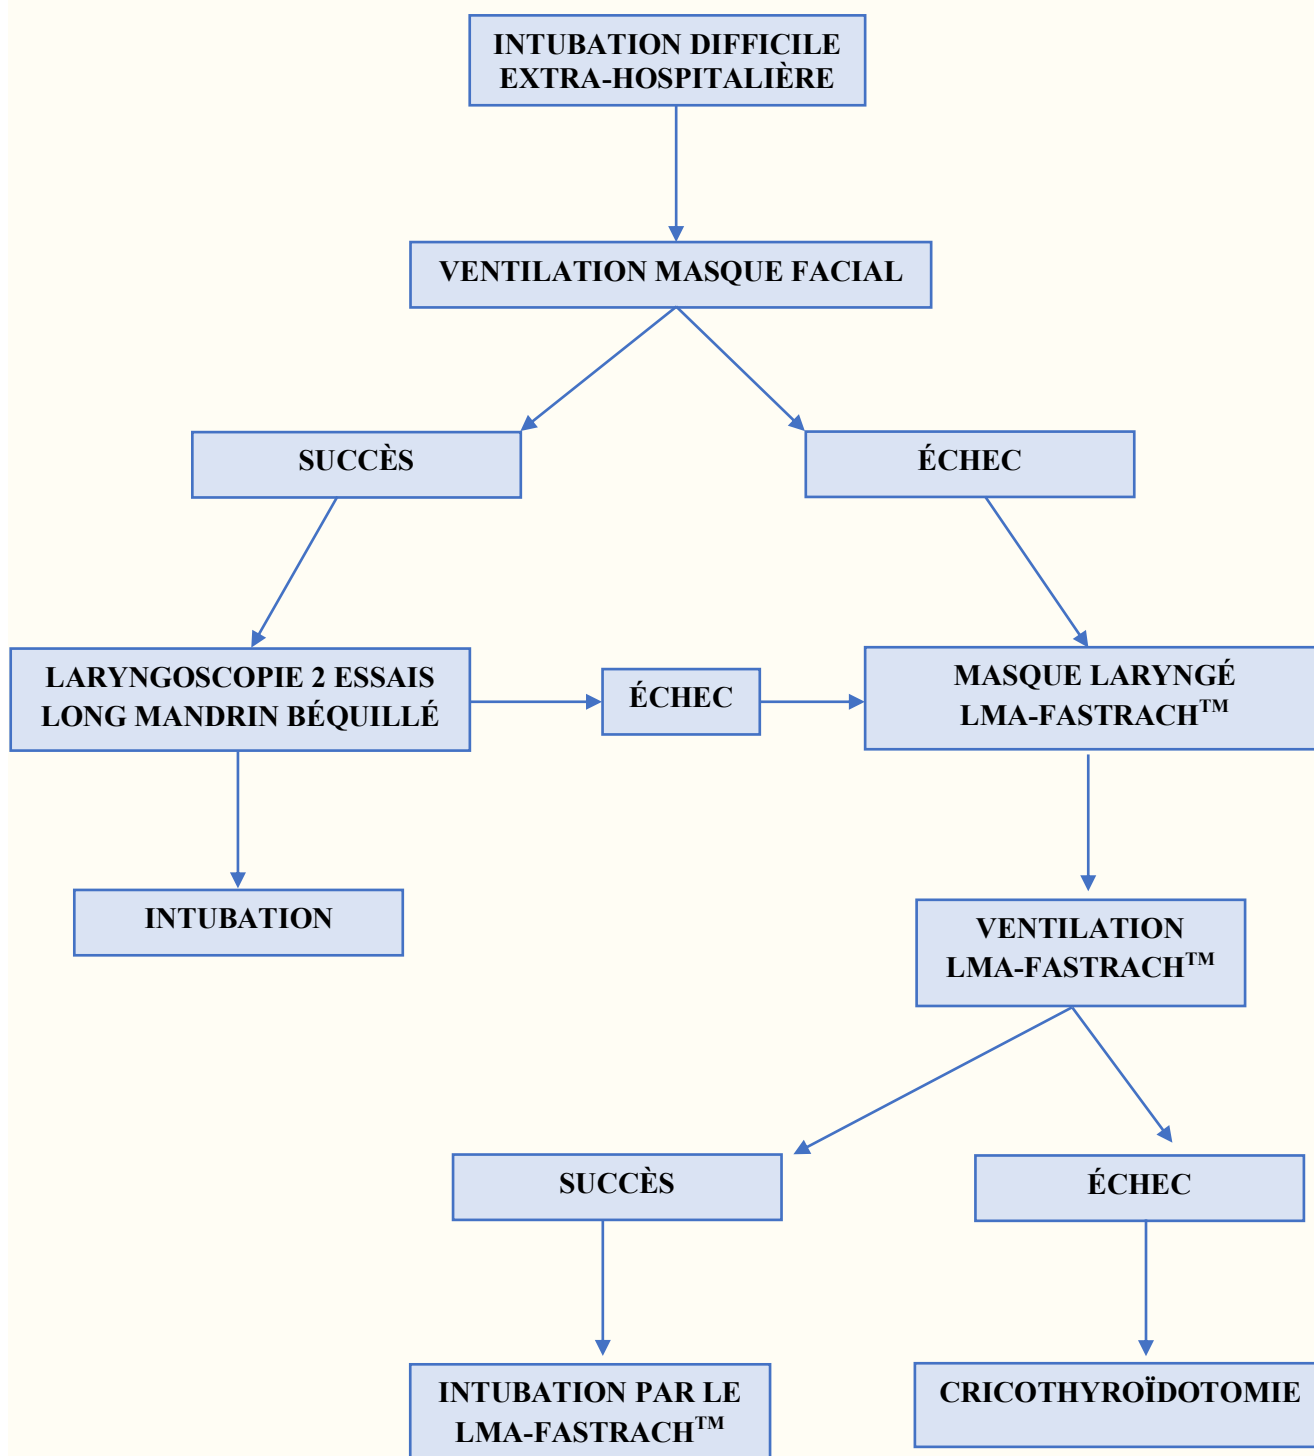 INTUBATION DIFFICILE
EXTRA-HOSPITALIÈRE
VENTILATION MASQUE FACIAL
SUCCÈS
ÉCHEC
LARYNGOSCOPIE 2 ESSAIS
LONG MANDRIN BÉQUILLÉ
ÉCHEC
MASQUE LARYNGÉ
LMA-FASTRACH™
INTUBATION
VENTILATION
LMA-FASTRACH™
SUCCÈS
ÉCHEC
INTUBATION PAR LE
LMA-FASTRACH™
CRICOTHYROÏDOTOMIE